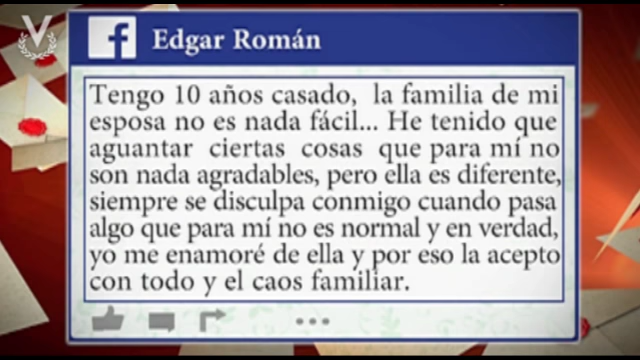 V
f Edgar Román
Tengo 10 años casado, la familia de mi
esposa no es nada fácil... He tenido que
aguantar ciertas cosas que para mí no
son nada agradables, pero ella es diferente,
siempre se disculpa conmigo cuando pasa
algo que para mí no es normal y en verdad,
yo me enamoré de ella y por eso la acepto
con todo y el caos familiar.